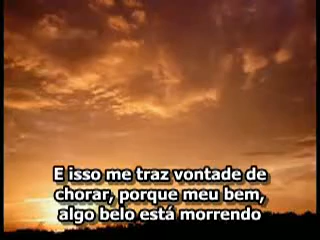 E isso me traz vontade de
chorar, porque meu bem,
algo belo está morrendo